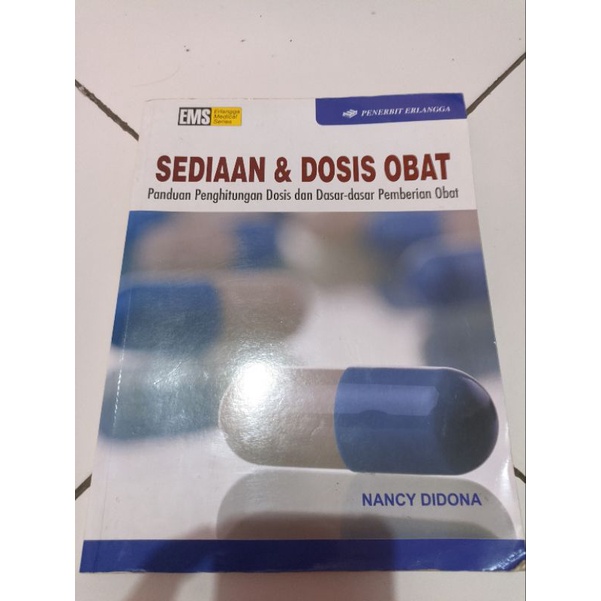 EMS Erlangga
Medical
Series
PENERBIT ERLANGGA
SEDIAAN & DOSIS OBAT
Panduan Penghitungan Dosis dan Dasar-dasar Pemberian Obat
NANCY DIDONA